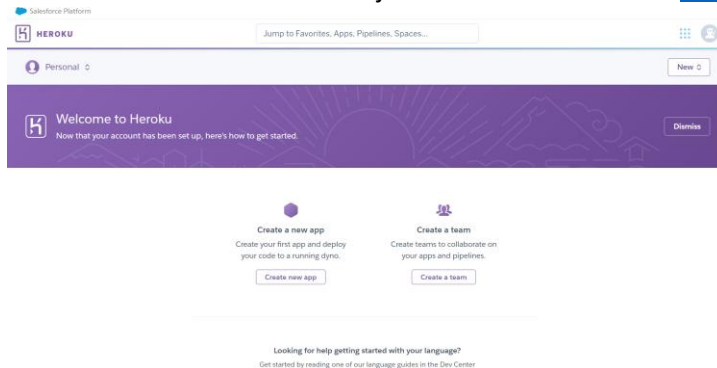 Salesforce Platform
HEROKU
Jump to Favorites, Apps, Pipelines, Spaces...
Personal
New
Welcome to Heroku
Now that your account has been set up, here's how to get started.
Dismiss
Create a new app
Create your first app and deploy
your code to a running dyno.
Create new app
Create a team
Create teams to collaborate on
your apps and pipelines.
Create a team
Looking for help getting started with your language?
Get started by reading one of our language guides in the Dev Center